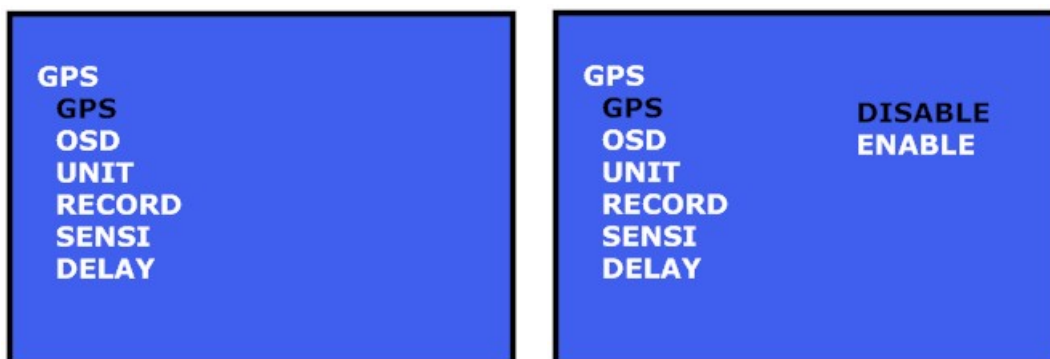 GPS
GPS
OSD
UNIT
RECORD
SENSI
DELAY
GPS
GPS
OSD
UNIT
RECORD
SENSI
DELAY
DISABLE
ENABLE